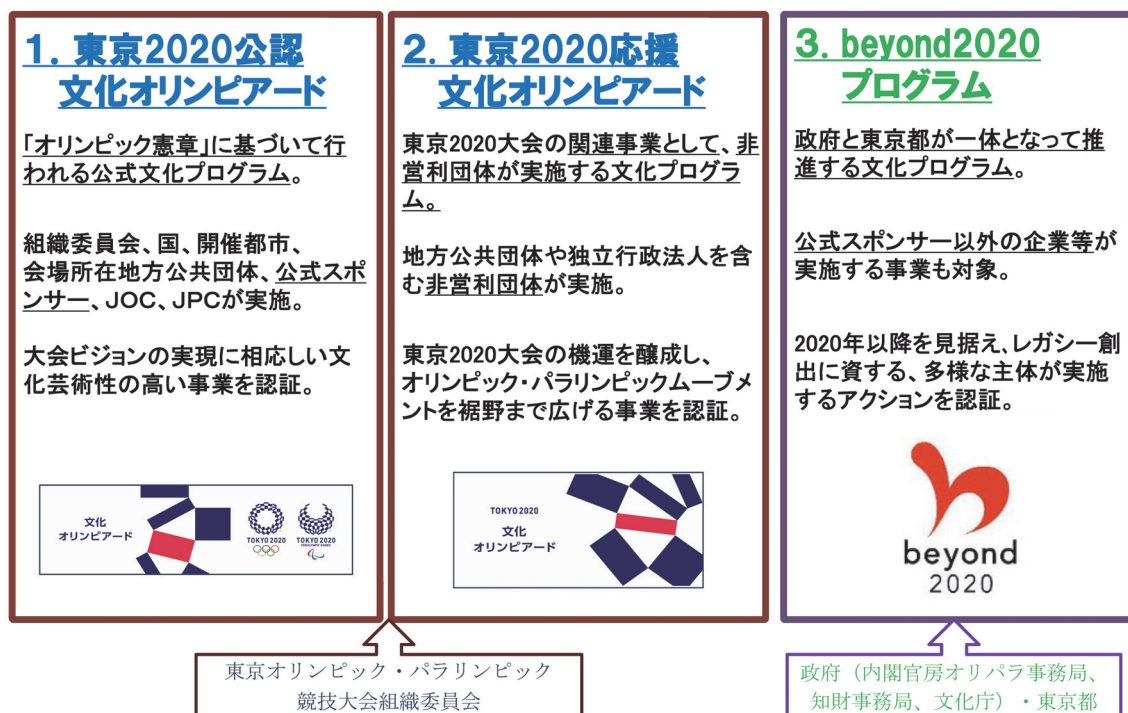 1. 東京2020公認
文化オリンピアード
「オリンピック憲章」に基づいて行
われる公式文化プログラム。
組織委員会、国、開催都市、
会場所在地方公共団体、公式スポ
ンサー、JOC、JPCが実施。
大会ビジョンの実現に相応しい文
化芸術性の高い事業を認証。
文化
オリンピアード
TOKYO 2020
TOKYO 2020
PARALYMPIC GAMES
2. 東京2020応援
文化オリンピアード
東京2020大会の関連事業として、非
営利団体が実施する文化プログラ
ム。
地方公共団体や独立行政法人を含
む非営利団体が実施。
東京2020大会の機運を醸成し、
オリンピック・パラリンピックムーブメ
ントを裾野まで広げる事業を認証。
TOKYO 2020
文化
オリンピアード
3. beyond2020
プログラム
政府と東京都が一体となって推
進する文化プログラム。
公式スポンサー以外の企業等が
実施する事業も対象。
2020年以降を見据え、レガシー創
出に資する、多様な主体が実施
するアクションを認証。
beyond
2020
東京オリンピック・パラリンピック
競技大会組織委員会
政府（内閣官房オリパラ事務局、
知財事務局、文化庁）・東京都